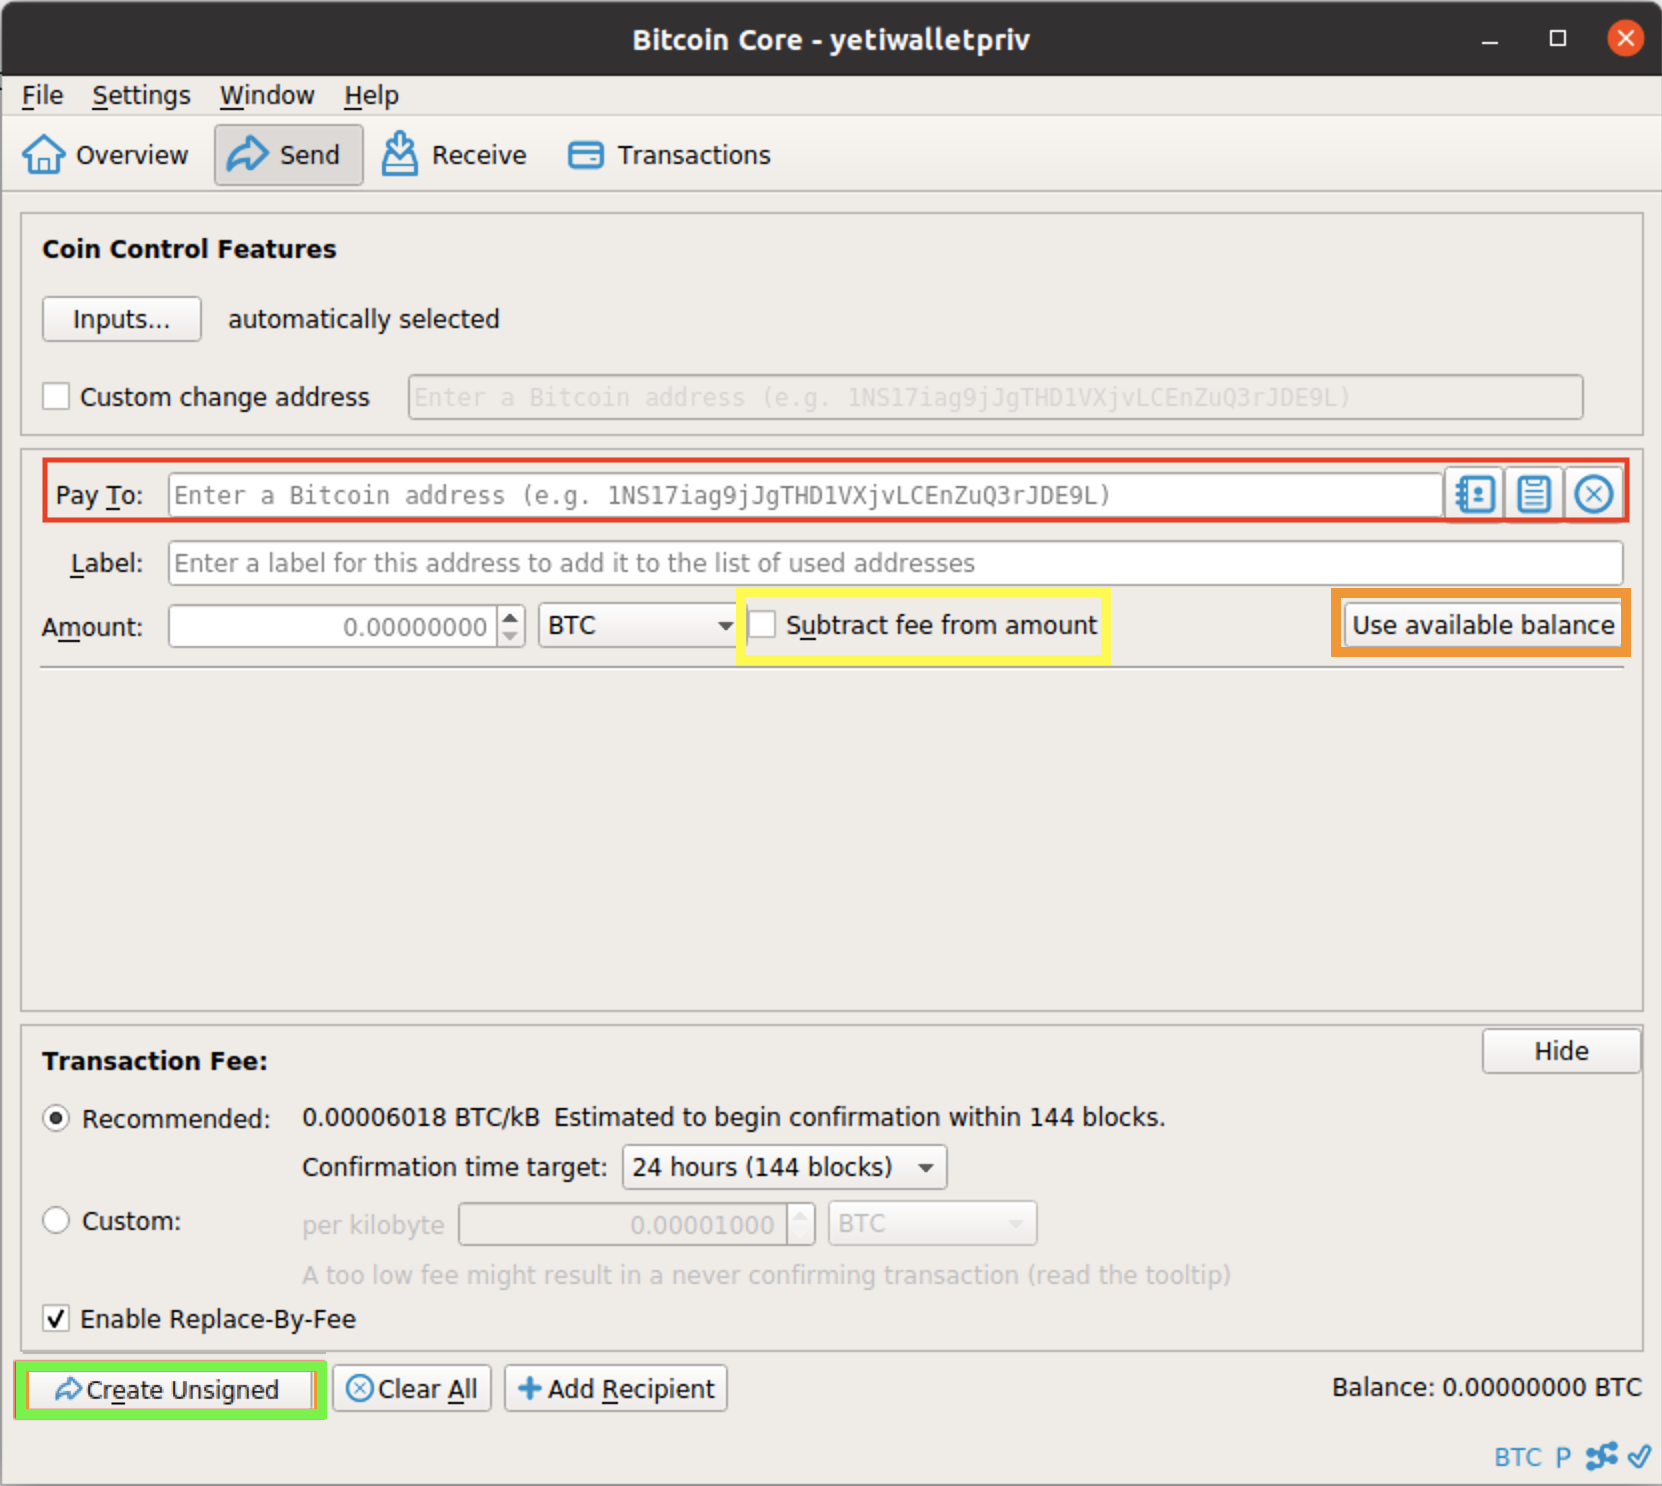 Bitcoin Core - yetiwalletpriv
File Settings Window Help
Overview Send Receive Transactions
Coin Control Features
Inputs... automatically selected
Custom change address Enter a Bitcoin address (e.g. 1NS17iag9jJgTHD1VXjvLCEnZuQ3rJDE9L)
Pay To: Enter a Bitcoin address (e.g. 1NS17iag9jJgTHD1VXjvLCEnZuQ3rJDE9L)
Label: Enter a label for this address to add it to the list of used addresses
Amount: 0.00000000 BTC Subtract fee from amount Use available balance
Hide
Transaction Fee:
Recommended: 0.00006018 BTC/kB Estimated to begin confirmation within 144 blocks.
Confirmation time target: 24 hours (144 blocks)
Custom: per kilobyte 0.00001000 BTC
A too low fee might result in a never confirming transaction (read the tooltip)
Enable Replace-By-Fee
Create Unsigned Clear All Add Recipient Balance: 0.00000000 BTC
BTC P